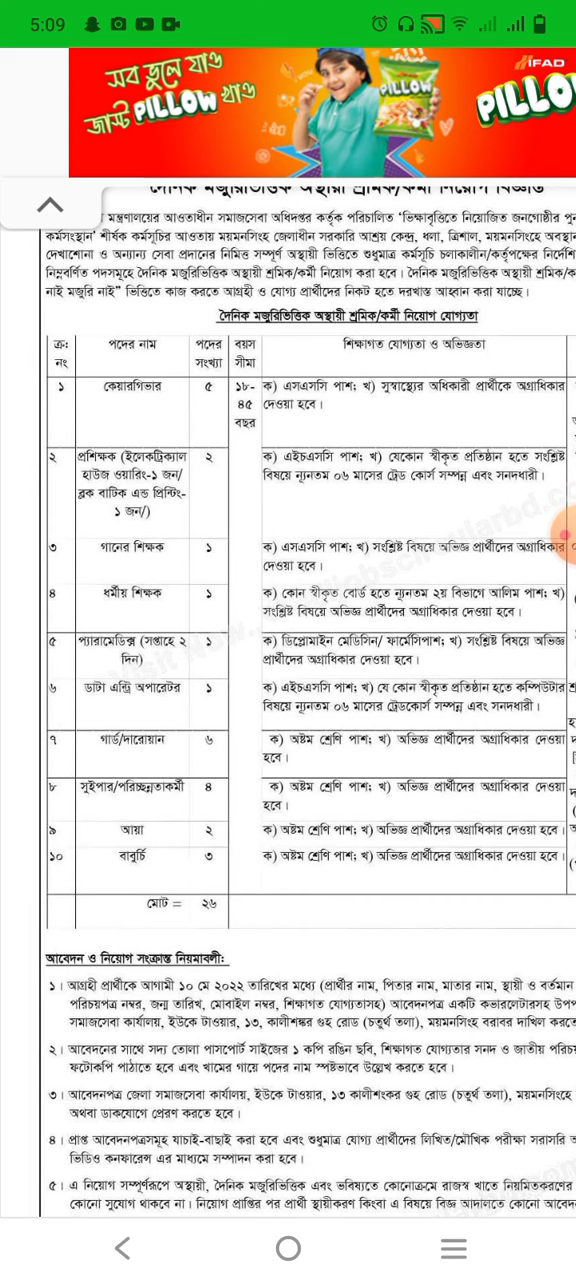 5:09
সব ভুলে যাও
জাস্ট PILLOW খাও
IFAD
PILLOW
PILLO
দৈনিক মজুরিভিত্তিক অস্থায়ী শ্রমিক/কর্মী নিয়োগ বিজ্ঞপ্তি
মন্ত্রণালয়ের আওতাধীন সমাজসেবা অধিদপ্তর কর্তৃক পরিচালিত 'ভিক্ষাবৃত্তিতে নিয়োজিত জনগোষ্ঠীর পুন
কর্মসংস্থান' শীর্ষক কর্মসূচির আওতায় ময়মনসিংহ জেলাধীন সরকারি আশ্রয় কেন্দ্র, ধলা, ত্রিশাল, ময়মনসিংহে অবস্থান
দেখাশোনা ও অন্যান্য সেবা প্রদানের নিমিত্ত সম্পূর্ণ অস্থায়ী ভিত্তিতে শুধুমাত্র কর্মসূচি চলাকালীন/কর্তৃপক্ষের নির্দেশি
নিম্নবর্ণিত পদসমূহে দৈনিক মজুরিভিত্তিক অস্থায়ী শ্রমিক/কর্মী নিয়োগ করা হবে। দৈনিক মজুরিভিত্তিক অস্থায়ী শ্রমিক/ক
নাই মজুরি নাই" ভিত্তিতে কাজ করতে আগ্রহী ও যোগ্য প্রার্থীদের নিকট হতে দরখাস্ত আহ্বান করা যাচ্ছে।
দৈনিক মজুরিভিত্তিক অস্থায়ী শ্রমিক/কর্মী নিয়োগ যোগ্যতা
ক্র: পদের নাম পদের বয়স শিক্ষাগত যোগ্যতা ও অভিজ্ঞতা
নং সংখ্যা সীমা
১ কেয়ারগিভার ৫ ১৮- ক) এসএসসি পাশ; খ) সুস্বাস্থ্যের অধিকারী প্রার্থীকে অগ্রাধিকার
৪৫ দেওয়া হবে।
বছর
২ প্রশিক্ষক (ইলেকট্রিক্যাল ২ ক) এইচএসসি পাশ; খ) যেকোন স্বীকৃত প্রতিষ্ঠান হতে সংশ্লিষ্ট
হাউজ ওয়ারিং-১ জন/ বিষয়ে ন্যূনতম ০৬ মাসের ট্রেড কোর্স সম্পন্ন এবং সনদধারী।
ব্লক বাটিক এন্ড প্রিন্টিং-
১ জন/)
৩ গানের শিক্ষক ১ ক) এসএসসি পাশ; খ) সংশ্লিষ্ট বিষয়ে অভিজ্ঞ প্রার্থীদের অগ্রাধিকার
দেওয়া হবে।
৪ ধর্মীয় শিক্ষক ১ ক) কোন স্বীকৃত বোর্ড হতে ন্যূনতম ২য় বিভাগে আলিম পাশ; খ)
সংশ্লিষ্ট বিষয়ে অভিজ্ঞ প্রার্থীদের অগ্রাধিকার দেওয়া হবে।
৫ প্যারামেডিক্স (সপ্তাহে ২ ১ ক) ডিপ্লোমাইন মেডিসিন/ ফার্মেসিপাশ; খ) সংশ্লিষ্ট বিষয়ে অভিজ্ঞ
দিন) প্রার্থীদের অগ্রাধিকার দেওয়া হবে।
৬ ডাটা এন্ট্রি অপারেটর ১ ক) এইচএসসি পাশ; খ) যে কোন স্বীকৃত প্রতিষ্ঠান হতে কম্পিউটার
বিষয়ে ন্যূনতম ০৬ মাসের ট্রেডকোর্স সম্পন্ন এবং সনদধারী।
৭ গার্ড/দারোয়ান ৬ ক) অষ্টম শ্রেণি পাশ; খ) অভিজ্ঞ প্রার্থীদের অগ্রাধিকার দেওয়া
হবে।
৮ সুইপার/পরিচ্ছন্নতাকর্মী ৪ ক) অষ্টম শ্রেণি পাশ; খ) অভিজ্ঞ প্রার্থীদের অগ্রাধিকার দেওয়া
হবে।
৯ আয়া ২ ক) অষ্টম শ্রেণি পাশ; খ) অভিজ্ঞ প্রার্থীদের অগ্রাধিকার দেওয়া হবে।
১০ বাবুর্চি ৩ ক) অষ্টম শ্রেণি পাশ; খ) অভিজ্ঞ প্রার্থীদের অগ্রাধিকার দেওয়া হবে।
মোট = ২৬
আবেদন ও নিয়োগ সংক্রান্ত নিয়মাবলী:
১। আগ্রহী প্রার্থীকে আগামী ১০ মে ২০২২ তারিখের মধ্যে (প্রার্থীর নাম, পিতার নাম, মাতার নাম, স্থায়ী ও বর্তমান
পরিচয়পত্র নম্বর, জন্ম তারিখ, মোবাইল নম্বর, শিক্ষাগত যোগ্যতাসহ) আবেদনপত্র একটি কভারলেটারসহ উপপ
সমাজসেবা কার্যালয়, ইউকে টাওয়ার, ১৩, কালীশঙ্কর গুহ রোড (চতুর্থ তলা), ময়মনসিংহ বরাবর দাখিল করতে
২। আবেদনের সাথে সদ্য তোলা পাসপোর্ট সাইজের ১ কপি রঙিন ছবি, শিক্ষাগত যোগ্যতার সনদ ও জাতীয় পরিচয়
ফটোকপি পাঠাতে হবে এবং খামের গায়ে পদের নাম স্পষ্টভাবে উল্লেখ করতে হবে।
৩। আবেদনপত্র জেলা সমাজসেবা কার্যালয়, ইউকে টাওয়ার, ১৩ কালীশংকর গুহ রোড (চতুর্থ তলা), ময়মনসিংহে
অথবা ডাকযোগে প্রেরণ করতে হবে।
৪। প্রাপ্ত আবেদনপত্রসমূহ যাচাই-বাছাই করা হবে এবং শুধুমাত্র যোগ্য প্রার্থীদের লিখিত/মৌখিক পরীক্ষা সরাসরি অ
ভিডিও কনফারেন্স এর মাধ্যমে সম্পাদন করা হবে।
৫। এ নিয়োগ সম্পূর্ণরূপে অস্থায়ী, দৈনিক মজুরিভিত্তিক এবং ভবিষ্যতে কোনোক্রমে রাজস্ব খাতে নিয়মিতকরণের
কোনো সুযোগ থাকবে না। নিয়োগ প্রাপ্তির পর প্রার্থী স্থায়ীকরণ কিংবা এ বিষয়ে বিজ্ঞ আদালতে কোনো আবেদ